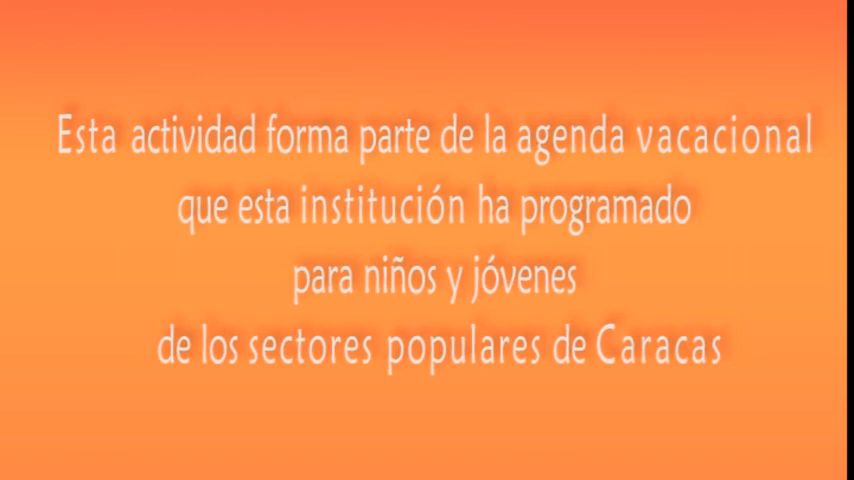 Esta actividad forma parte de la agenda vacacional
que esta institución ha programado
para niños y jóvenes
de los sectores populares de Caracas